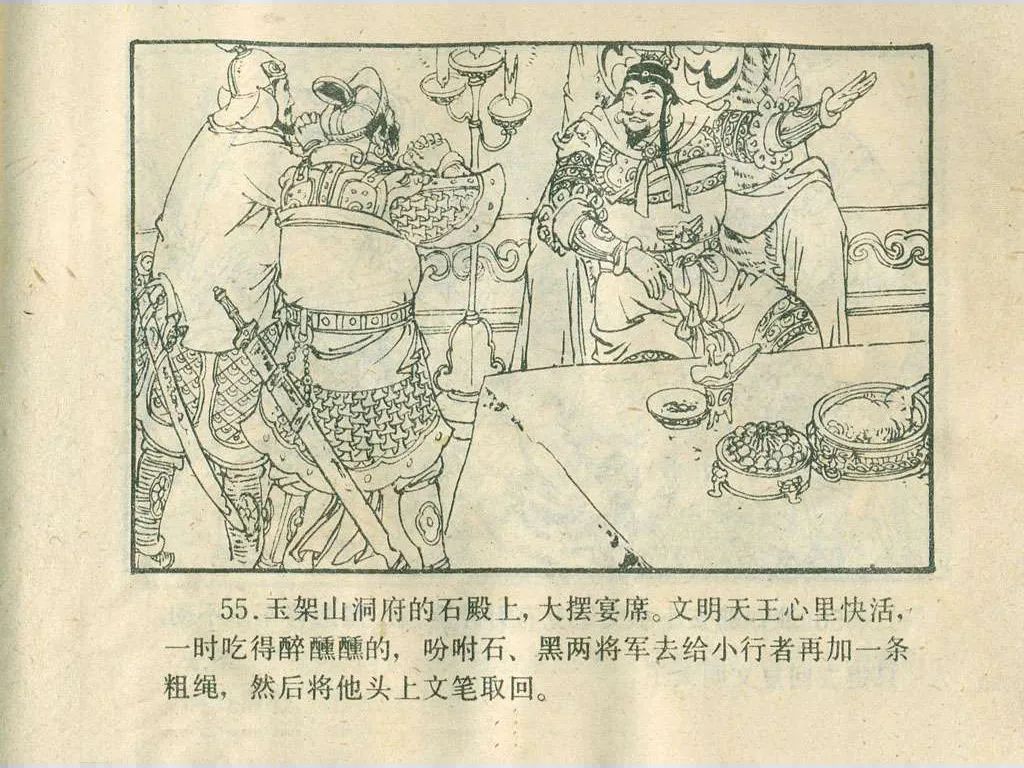 55.玉架山洞府的石殿上，大摆宴席。文明天王心里快活，
一时吃得醉醺醺的，吩咐石、黑两将军去给小行者再加一条
粗绳，然后将他头上文笔取回。